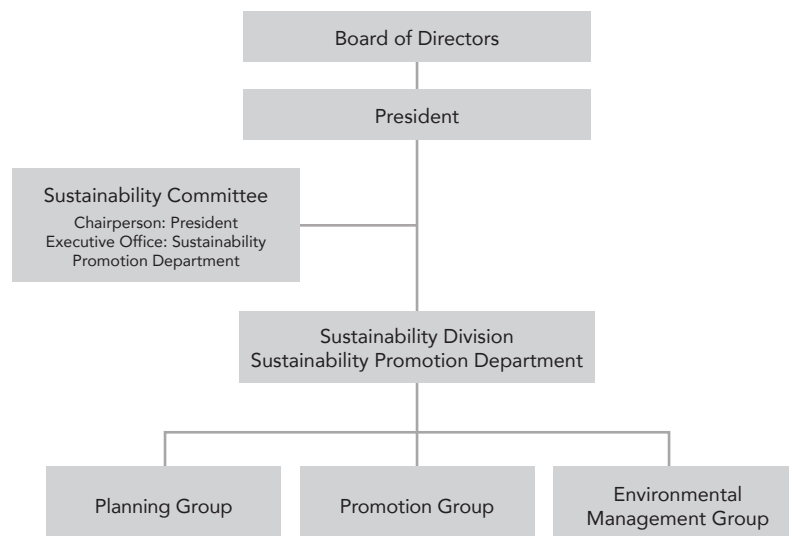 Board of Directors
President
Sustainability Committee
Chairperson: President
Executive Office: Sustainability
Promotion Department
Sustainability Division
Sustainability Promotion Department
Planning Group
Promotion Group
Environmental
Management Group